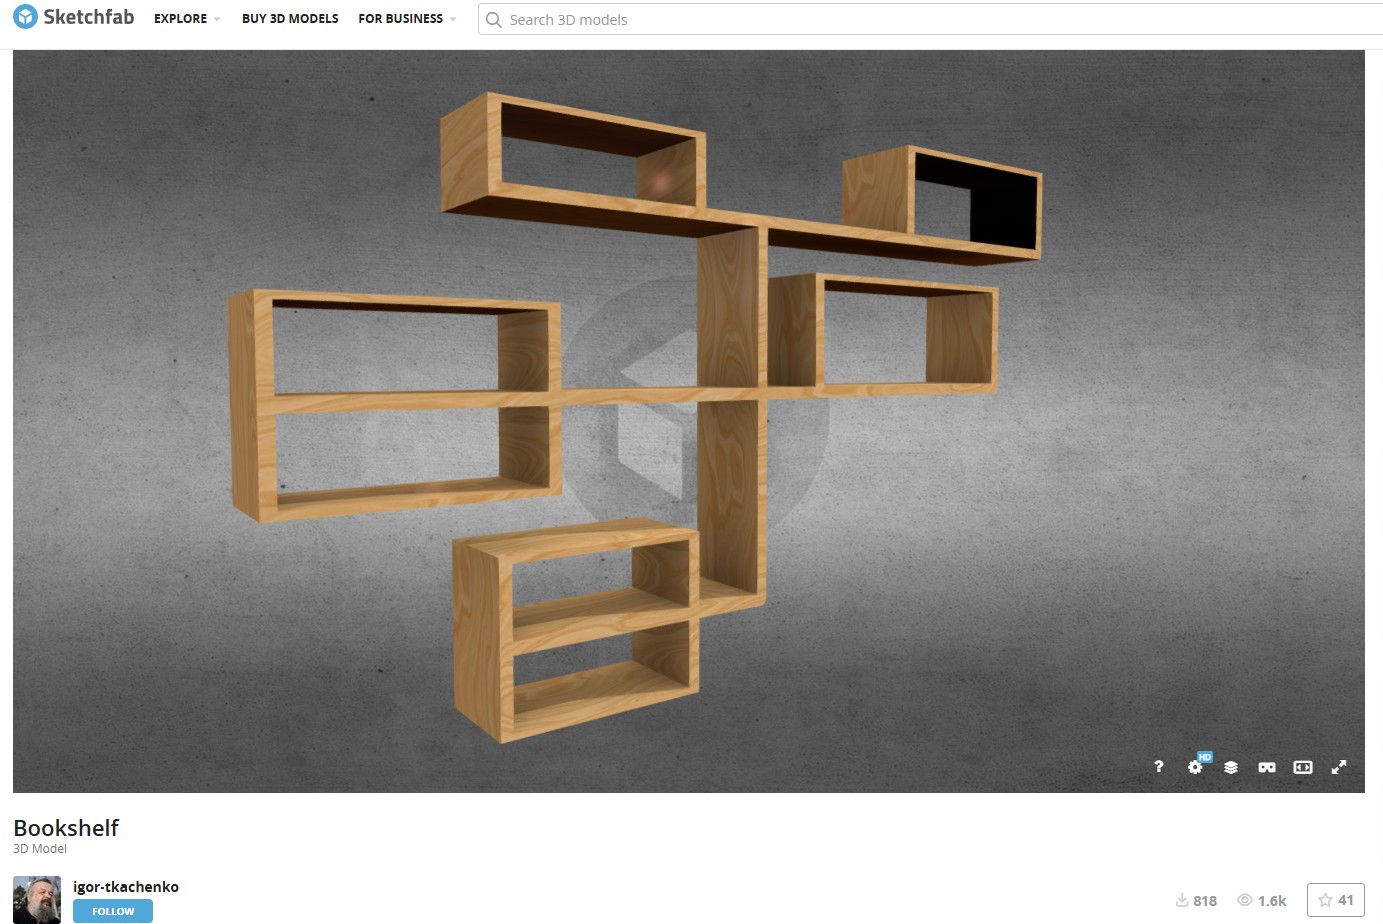 Sketchfab EXPLORE BUY 3D MODELS FOR BUSINESS Search 3D models
HD
?
Bookshelf
3D Model
igor-tkachenko
FOLLOW
818 1.6k 41